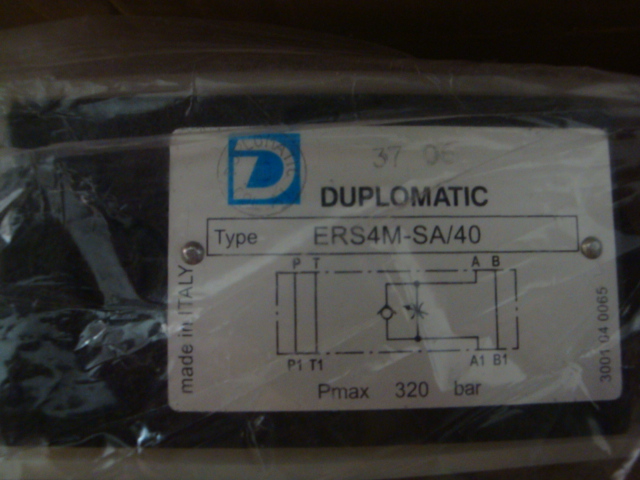 37 06
D
DUPLOMATIC
Type ERS4M-SA/40
P T A B
P1 T1 A1 B1
Pmax 320 bar
made in ITALY
3001 04 0065